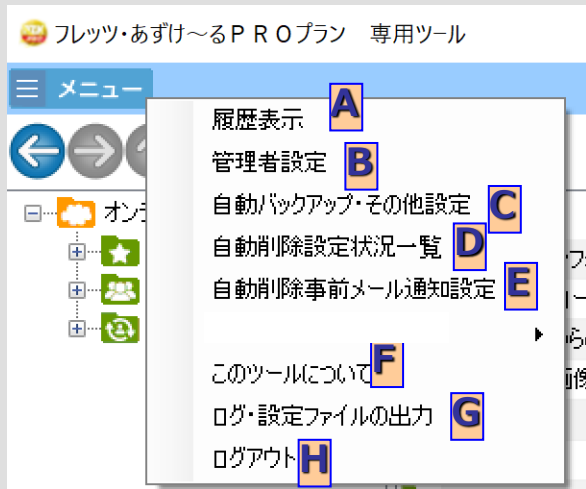 フレッツ・あずけ～るPROプラン 専用ツール
メニュー
履歴表示 A
管理者設定 B
自動バックアップ・その他設定 C
自動削除設定状況一覧 D
自動削除事前メール通知設定 E
このツールについて F
ログ・設定ファイルの出力 G
ログアウト H
オン